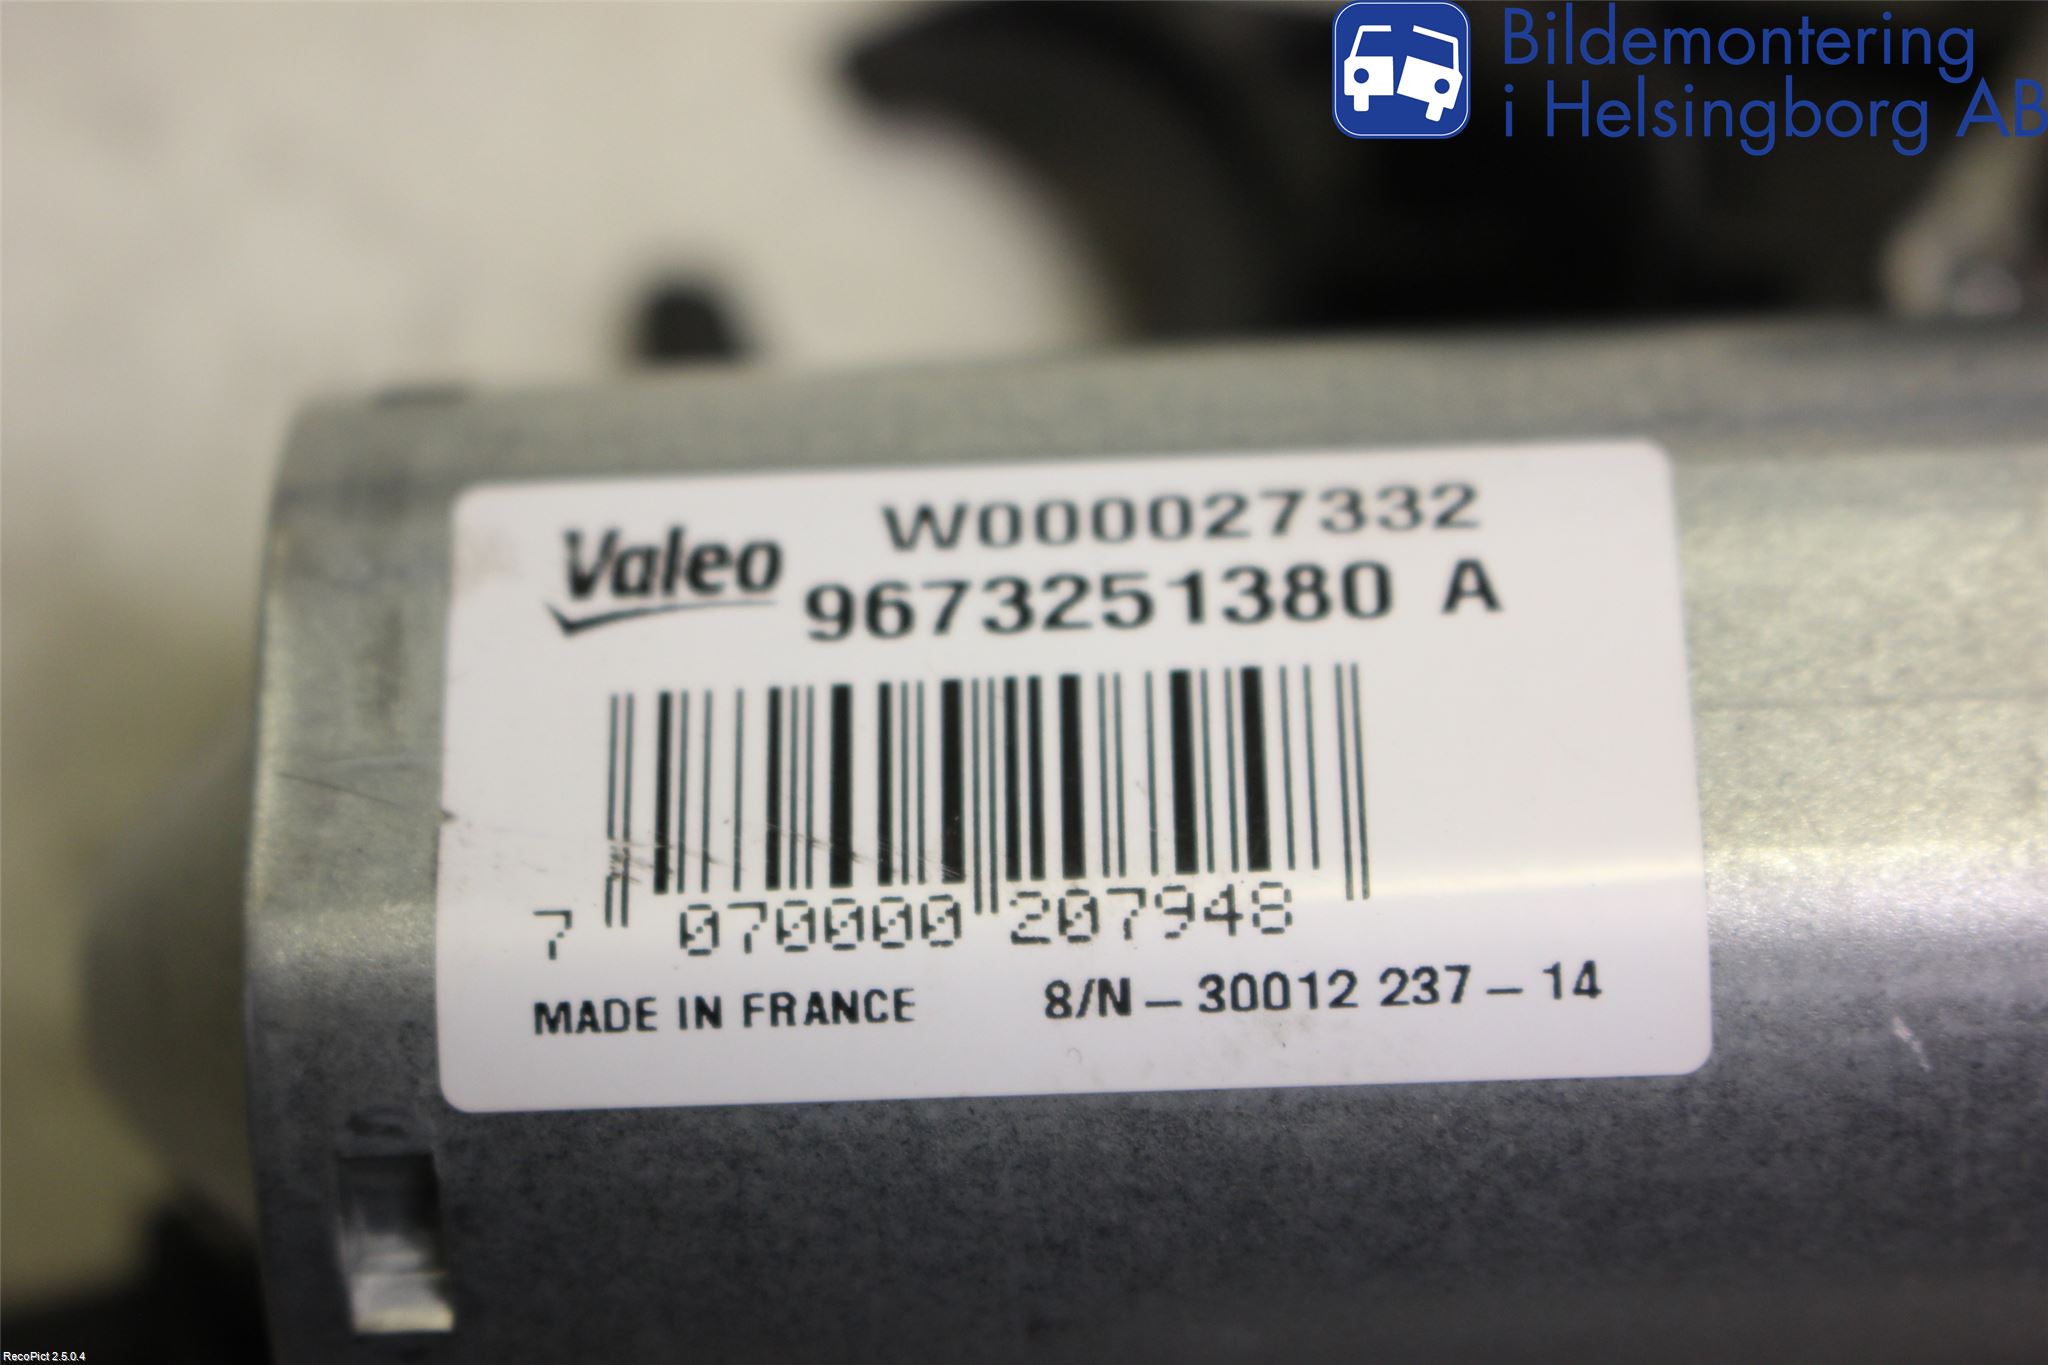 Bildemontering
i Helsingborg AB
Valeo
W000027332
9673251380 A
7 070000 207948
MADE IN FRANCE 8/N - 30012 237 - 14
RecoPict 2.5.0.4